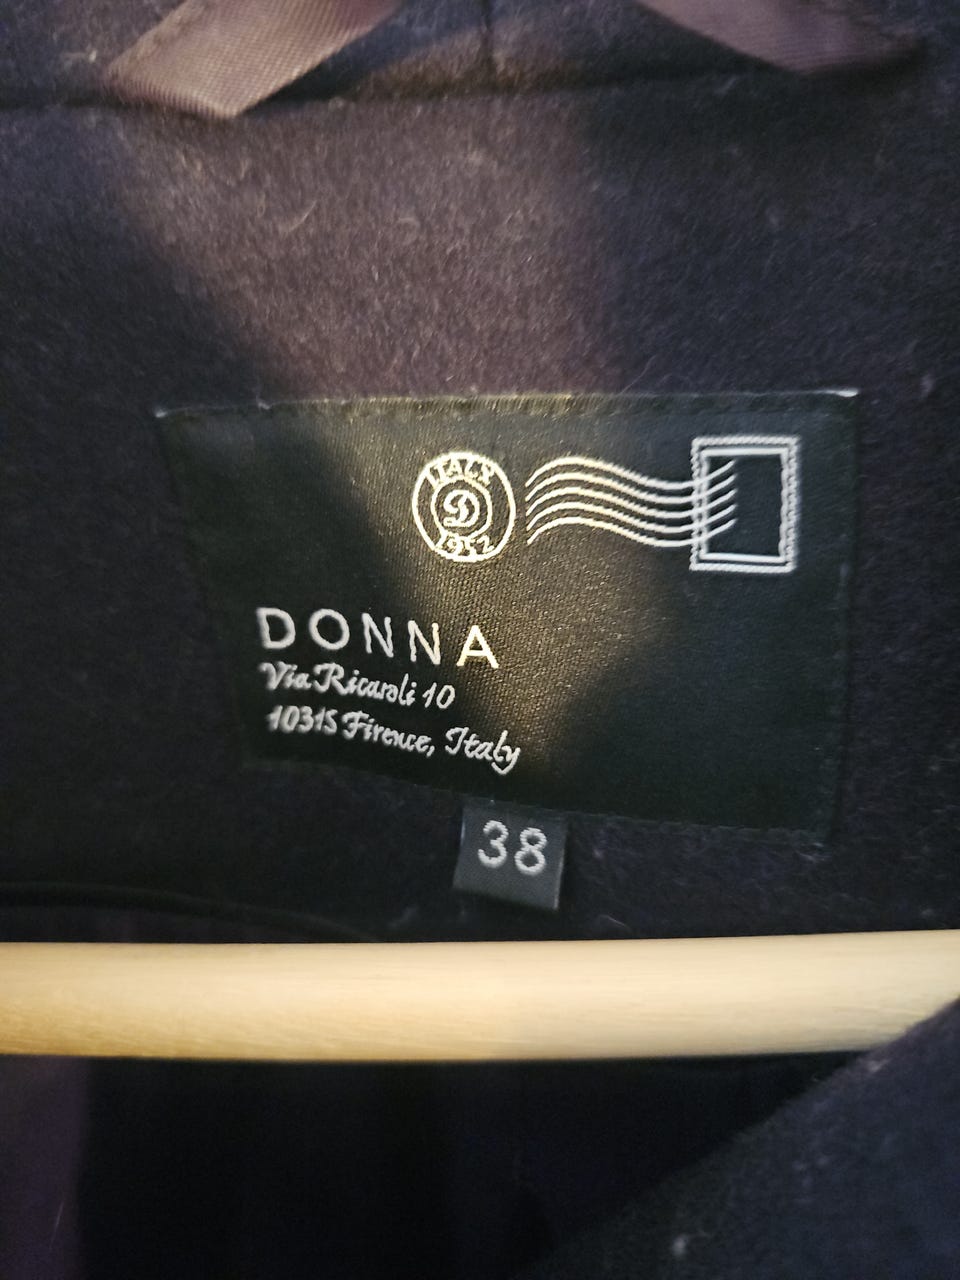 ITALY
D
1952
DONNA
Via Ricasoli 10
10315 Firenze, Italy
38